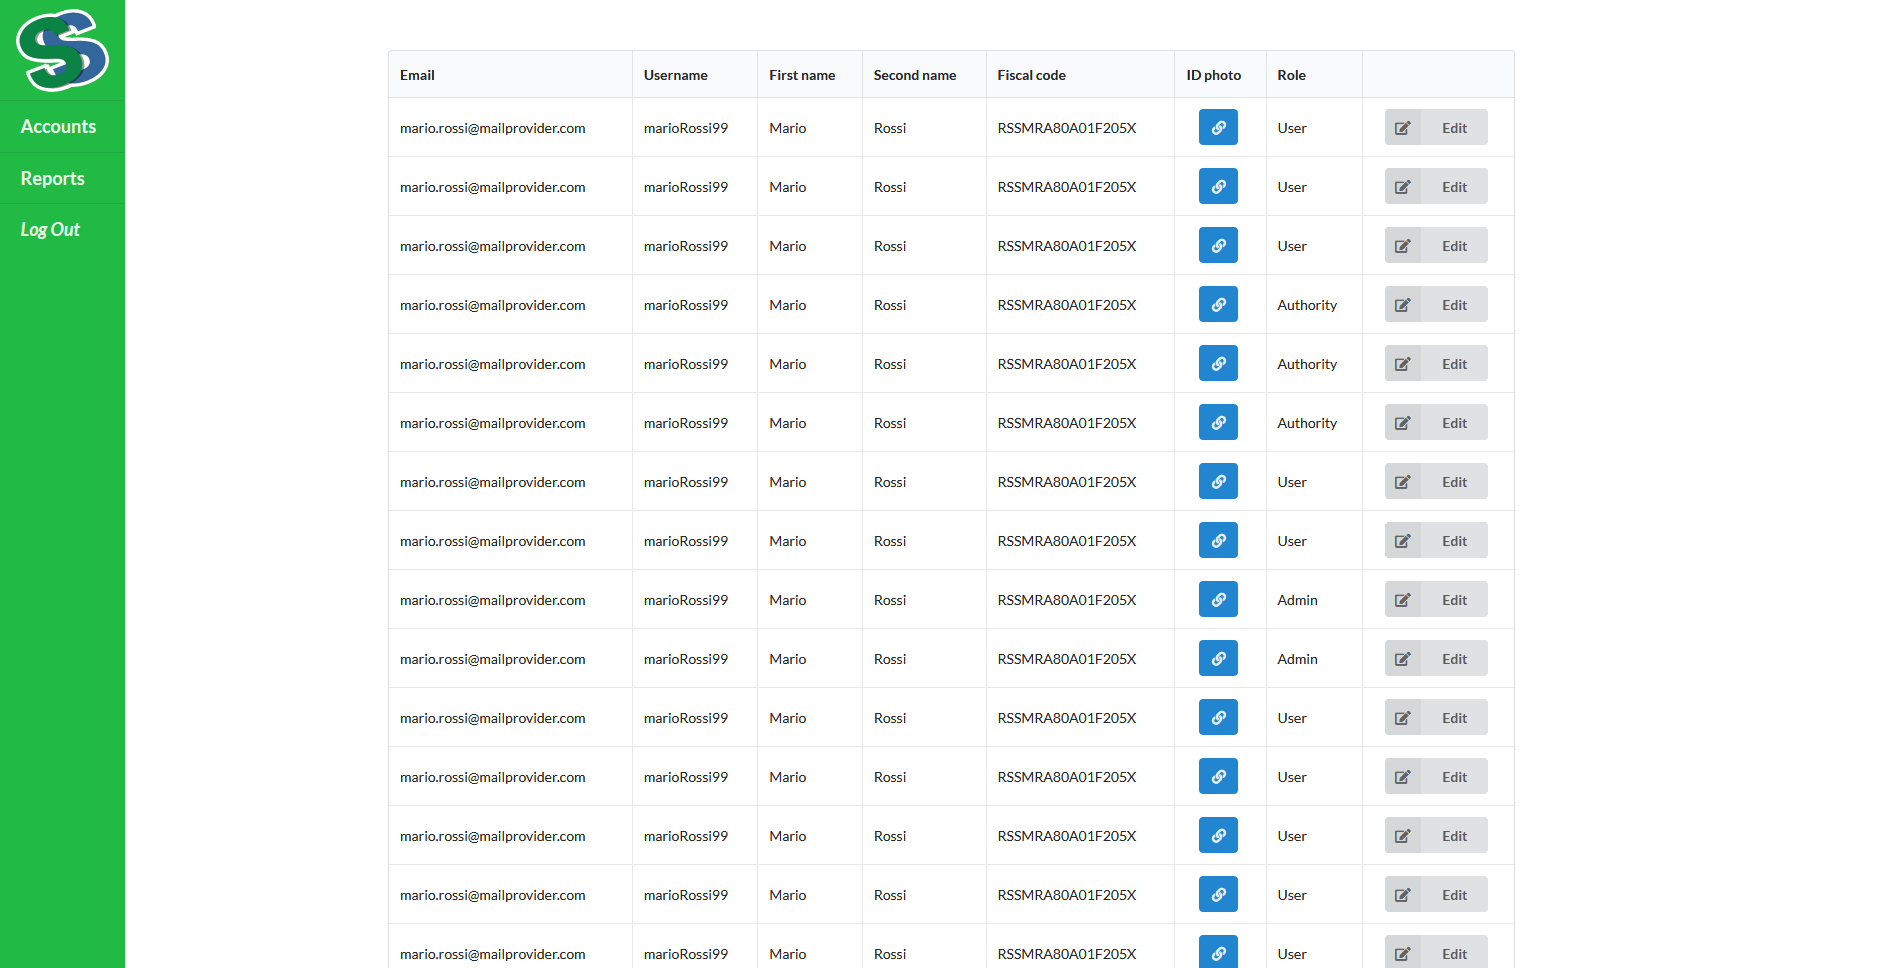 SS
Accounts
Reports
Log Out
Email Username First name Second name Fiscal code ID photo Role
mario.rossi@mailprovider.com marioRossi99 Mario Rossi RSSMRA80A01F205X User Edit
mario.rossi@mailprovider.com marioRossi99 Mario Rossi RSSMRA80A01F205X User Edit
mario.rossi@mailprovider.com marioRossi99 Mario Rossi RSSMRA80A01F205X User Edit
mario.rossi@mailprovider.com marioRossi99 Mario Rossi RSSMRA80A01F205X Authority Edit
mario.rossi@mailprovider.com marioRossi99 Mario Rossi RSSMRA80A01F205X Authority Edit
mario.rossi@mailprovider.com marioRossi99 Mario Rossi RSSMRA80A01F205X Authority Edit
mario.rossi@mailprovider.com marioRossi99 Mario Rossi RSSMRA80A01F205X User Edit
mario.rossi@mailprovider.com marioRossi99 Mario Rossi RSSMRA80A01F205X User Edit
mario.rossi@mailprovider.com marioRossi99 Mario Rossi RSSMRA80A01F205X Admin Edit
mario.rossi@mailprovider.com marioRossi99 Mario Rossi RSSMRA80A01F205X Admin Edit
mario.rossi@mailprovider.com marioRossi99 Mario Rossi RSSMRA80A01F205X User Edit
mario.rossi@mailprovider.com marioRossi99 Mario Rossi RSSMRA80A01F205X User Edit
mario.rossi@mailprovider.com marioRossi99 Mario Rossi RSSMRA80A01F205X User Edit
mario.rossi@mailprovider.com marioRossi99 Mario Rossi RSSMRA80A01F205X User Edit
mario.rossi@mailprovider.com marioRossi99 Mario Rossi RSSMRA80A01F205X User Edit